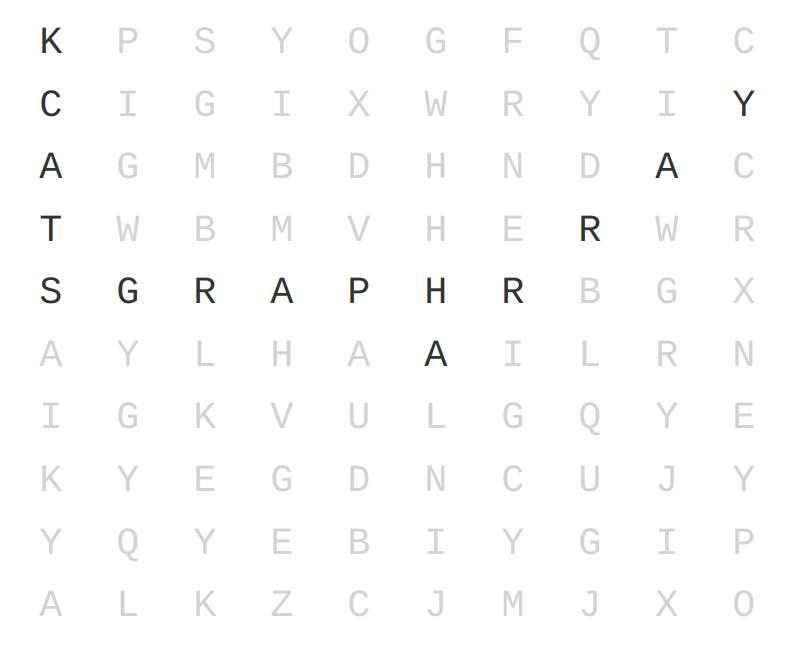 K P S Y O G F Q T C
C I G I X W R Y I Y
A G M B D H N D A C
T W B M V H E R W R
S G R A P H R B G X
A Y L H A A I L R N
I G K V U L G Q Y E
K Y E G D N C U J Y
Y Q Y E B I Y G I P
A L K Z C J M J X O